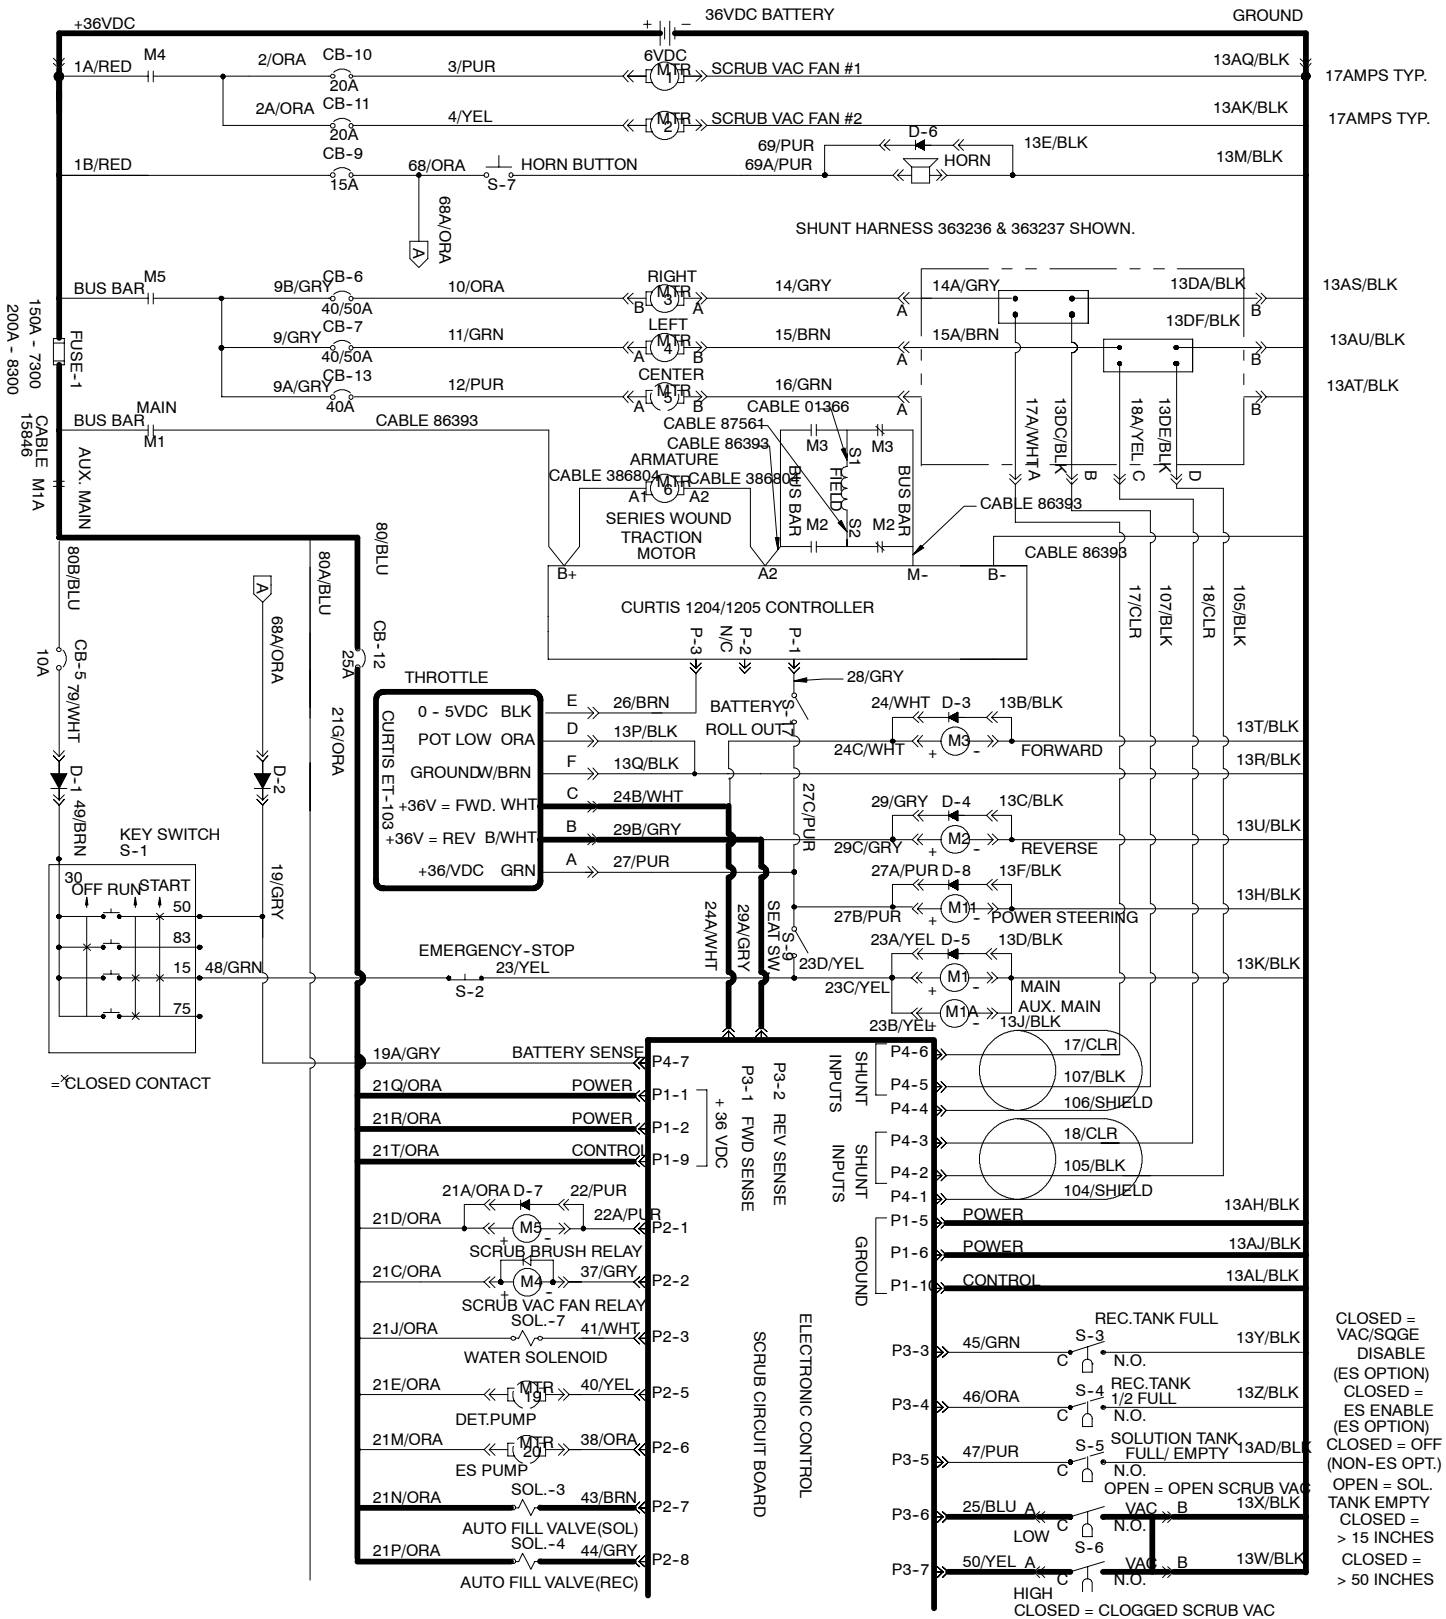 +36VDC
36VDC BATTERY
GROUND
+ −
1A/RED
M4
2/ORA
CB-10
20A
3/PUR
6VDC
MTR
1
SCRUB VAC FAN #1
13AQ/BLK
17AMPS TYP.
2A/ORA
CB-11
20A
4/YEL
MTR
2
SCRUB VAC FAN #2
13AK/BLK
17AMPS TYP.
1B/RED
CB-9
15A
68/ORA
S-7
HORN BUTTON
69/PUR
69A/PUR
D-6
HORN
13E/BLK
13M/BLK
68A/ORA
A
SHUNT HARNESS 363236 & 363237 SHOWN.
BUS BAR
M5
9B/GRY
CB-6
40/50A
10/ORA
RIGHT
B MTR A
3
14/GRY
A
14A/GRY
13DA/BLK
B
13AS/BLK
9/GRY
CB-7
40/50A
11/GRN
LEFT
A MTR B
4
15/BRN
A
15A/BRN
13DF/BLK
B
13AU/BLK
9A/GRY
CB-13
40A
12/PUR
CENTER
A MTR B
5
16/GRN
A
B
13AT/BLK
150A - 7300
200A - 8300
FUSE-1
BUS BAR
MAIN
M1
CABLE 86393
CABLE 01366
CABLE 87561
CABLE 86393
CABLE
15846
M1A
AUX. MAIN
ARMATURE
CABLE 386804
CABLE 386804
A1 MTR A2
6
SERIES WOUND
TRACTION
MOTOR
BUS BAR
M3
M3
S1
FIELD
S2
M2
M2
BUS BAR
CABLE 86393
CABLE 86393
17A/WHT
A
13DC/BLK
B
18A/YEL
C
13DE/BLK
D
17/CLR
107/BLK
18/CLR
105/BLK
B+
A2
M-
B-
CURTIS 1204/1205 CONTROLLER
P-3
P-2
N/C
P-1
80B/BLU
80A/BLU
80/BLU
A
68A/ORA
CB-5
10A
79/WHT
CB-12
25A
21G/ORA
D-1
49/BRN
D-2
19/GRY
THROTTLE
CURTIS ET-103
0 - 5VDC BLK
E
26/BRN
POT LOW ORA
D
13P/BLK
GROUND W/BRN
F
13Q/BLK
+36V = FWD. WHT
C
24B/WHT
+36V = REV B/WHT
B
29B/GRY
+36/VDC GRN
A
27/PUR
28/GRY
BATTERY
ROLL OUT
27C/PUR
24/WHT D-3 13B/BLK
24C/WHT
+ M3 -
FORWARD
13T/BLK
13R/BLK
29/GRY D-4 13C/BLK
29C/GRY
+ M2 -
REVERSE
13U/BLK
27A/PUR D-8 13F/BLK
27B/PUR
+ M11 -
POWER STEERING
13H/BLK
23A/YEL D-5 13D/BLK
23D/YEL
23C/YEL
+ M1 -
MAIN
AUX. MAIN
M1A
23B/YEL
+ -
13J/BLK
13K/BLK
24A/WHT
29A/GRY
SEAT SW
S-9
KEY SWITCH
S-1
30
OFF RUN START
50
83
15
75
48/GRN
= CLOSED CONTACT
x
EMERGENCY-STOP
23/YEL
S-2
19A/GRY
BATTERY SENSE
P4-7
21Q/ORA
POWER
P1-1
21R/ORA
POWER
P1-2
21T/ORA
CONTROL
P1-9
+ 36 VDC
P3-1 FWD SENSE
P3-2 REV SENSE
21A/ORA D-7 22/PUR
21D/ORA
+ M5 -
22A/PUR
P2-1
SCRUB BRUSH RELAY
21C/ORA
+ M4 -
37/GRY
P2-2
SCRUB VAC FAN RELAY
21J/ORA
SOL.-7
41/WHT
P2-3
WATER SOLENOID
21E/ORA
MTR
19
40/YEL
P2-5
DET.PUMP
21M/ORA
MTR
20
38/ORA
P2-6
ES PUMP
21N/ORA
SOL.-3
43/BRN
P2-7
AUTO FILL VALVE(SOL)
21P/ORA
SOL.-4
44/GRY
P2-8
AUTO FILL VALVE(REC)
SCRUB CIRCUIT BOARD
ELECTRONIC CONTROL
SHUNT
INPUTS
P4-6
17/CLR
P4-5
107/BLK
P4-4
106/SHIELD
SHUNT
INPUTS
P4-3
18/CLR
P4-2
105/BLK
P4-1
104/SHIELD
GROUND
P1-5
POWER
13AH/BLK
P1-6
POWER
13AJ/BLK
P1-10
CONTROL
13AL/BLK
REC.TANK FULL
P3-3
45/GRN
S-3
C
N.O.
13Y/BLK
CLOSED =
VAC/SQGE
DISABLE
(ES OPTION)
P3-4
46/ORA
S-4
REC.TANK
1/2 FULL
C
N.O.
13Z/BLK
CLOSED =
ES ENABLE
(ES OPTION)
P3-5
47/PUR
S-5
SOLUTION TANK
FULL/ EMPTY
C
N.O.
13AD/BLK
CLOSED = OFF
(NON-ES OPT.)
OPEN = SOL.
TANK EMPTY
OPEN = OPEN SCRUB VAC
P3-6
25/BLU
A
LOW
C
VAC
N.O.
B
13X/BLK
CLOSED =
> 15 INCHES
P3-7
50/YEL
A
S-6
HIGH
C
VAC
N.O.
B
13W/BLK
CLOSED =
> 50 INCHES
CLOSED = CLOGGED SCRUB VAC